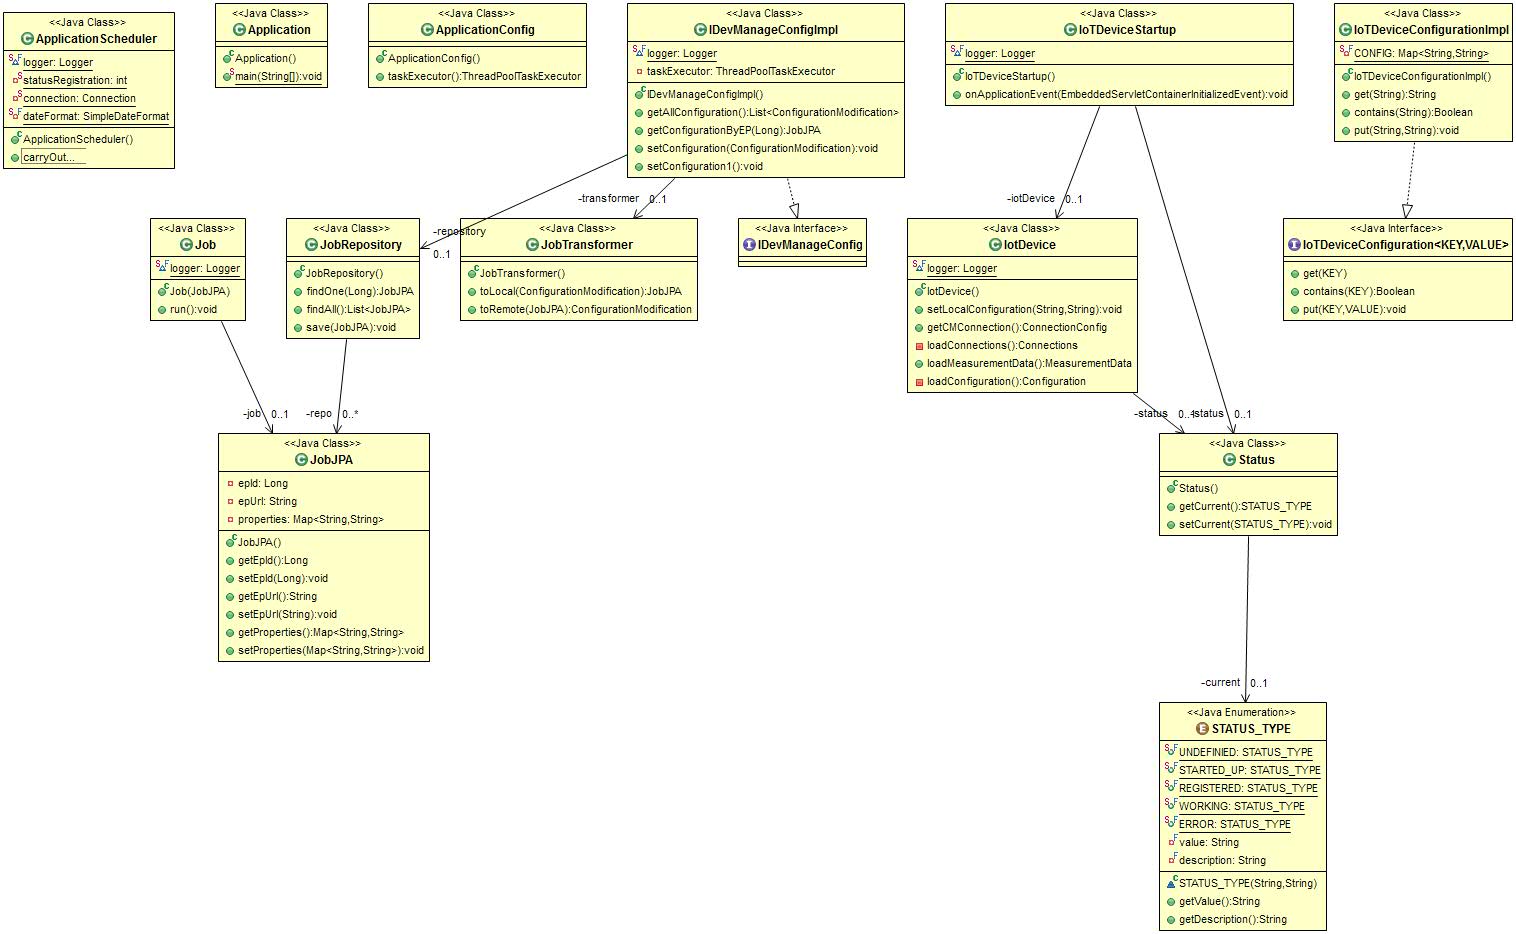 <<Java Class>>
ApplicationScheduler
logger: Logger
statusRegistration: int
connection: Connection
dateFormat: SimpleDateFormat
ApplicationScheduler()
carryOut...
<<Java Class>>
Application
Application()
main(String[]):void
<<Java Class>>
ApplicationConfig
ApplicationConfig()
taskExecutor():ThreadPoolTaskExecutor
<<Java Class>>
IDevManageConfigImpl
logger: Logger
taskExecutor: ThreadPoolTaskExecutor
IDevManageConfigImpl()
getAllConfiguration():List<ConfigurationModification>
getConfigurationByEP(Long):JobJPA
setConfiguration(ConfigurationModification):void
setConfiguration1():void
<<Java Class>>
IoTDeviceStartup
logger: Logger
IoTDeviceStartup()
onApplicationEvent(EmbeddedServletContainerInitializedEvent):void
<<Java Class>>
IoTDeviceConfigurationImpl
CONFIG: Map<String,String>
IoTDeviceConfigurationImpl()
get(String):String
contains(String):Boolean
put(String,String):void
-repository
0..1
-transformer
0..1
-iotDevice
0..1
<<Java Class>>
Job
logger: Logger
Job(JobJPA)
run():void
<<Java Class>>
JobRepository
JobRepository()
findOne(Long):JobJPA
findAll():List<JobJPA>
save(JobJPA):void
<<Java Class>>
JobTransformer
JobTransformer()
toLocal(ConfigurationModification):JobJPA
toRemote(JobJPA):ConfigurationModification
<<Java Interface>>
IDevManageConfig
<<Java Class>>
IotDevice
logger: Logger
IotDevice()
setLocalConfiguration(String,String):void
getCMConnection():ConnectionConfig
loadConnections():Connections
loadMeasurementData():MeasurementData
loadConfiguration():Configuration
<<Java Interface>>
IoTDeviceConfiguration<KEY,VALUE>
get(KEY)
contains(KEY):Boolean
put(KEY,VALUE):void
-job
0..1
-repo
0..*
-status
0..1
-status
0..1
<<Java Class>>
JobJPA
epId: Long
epUrl: String
properties: Map<String,String>
JobJPA()
getEpId():Long
setEpId(Long):void
getEpUrl():String
setEpUrl(String):void
getProperties():Map<String,String>
setProperties(Map<String,String>):void
<<Java Class>>
Status
Status()
getCurrent():STATUS_TYPE
setCurrent(STATUS_TYPE):void
-current
0..1
<<Java Enumeration>>
STATUS_TYPE
UNDEFINIED: STATUS_TYPE
STARTED_UP: STATUS_TYPE
REGISTERED: STATUS_TYPE
WORKING: STATUS_TYPE
ERROR: STATUS_TYPE
value: String
description: String
STATUS_TYPE(String,String)
getValue():String
getDescription():String